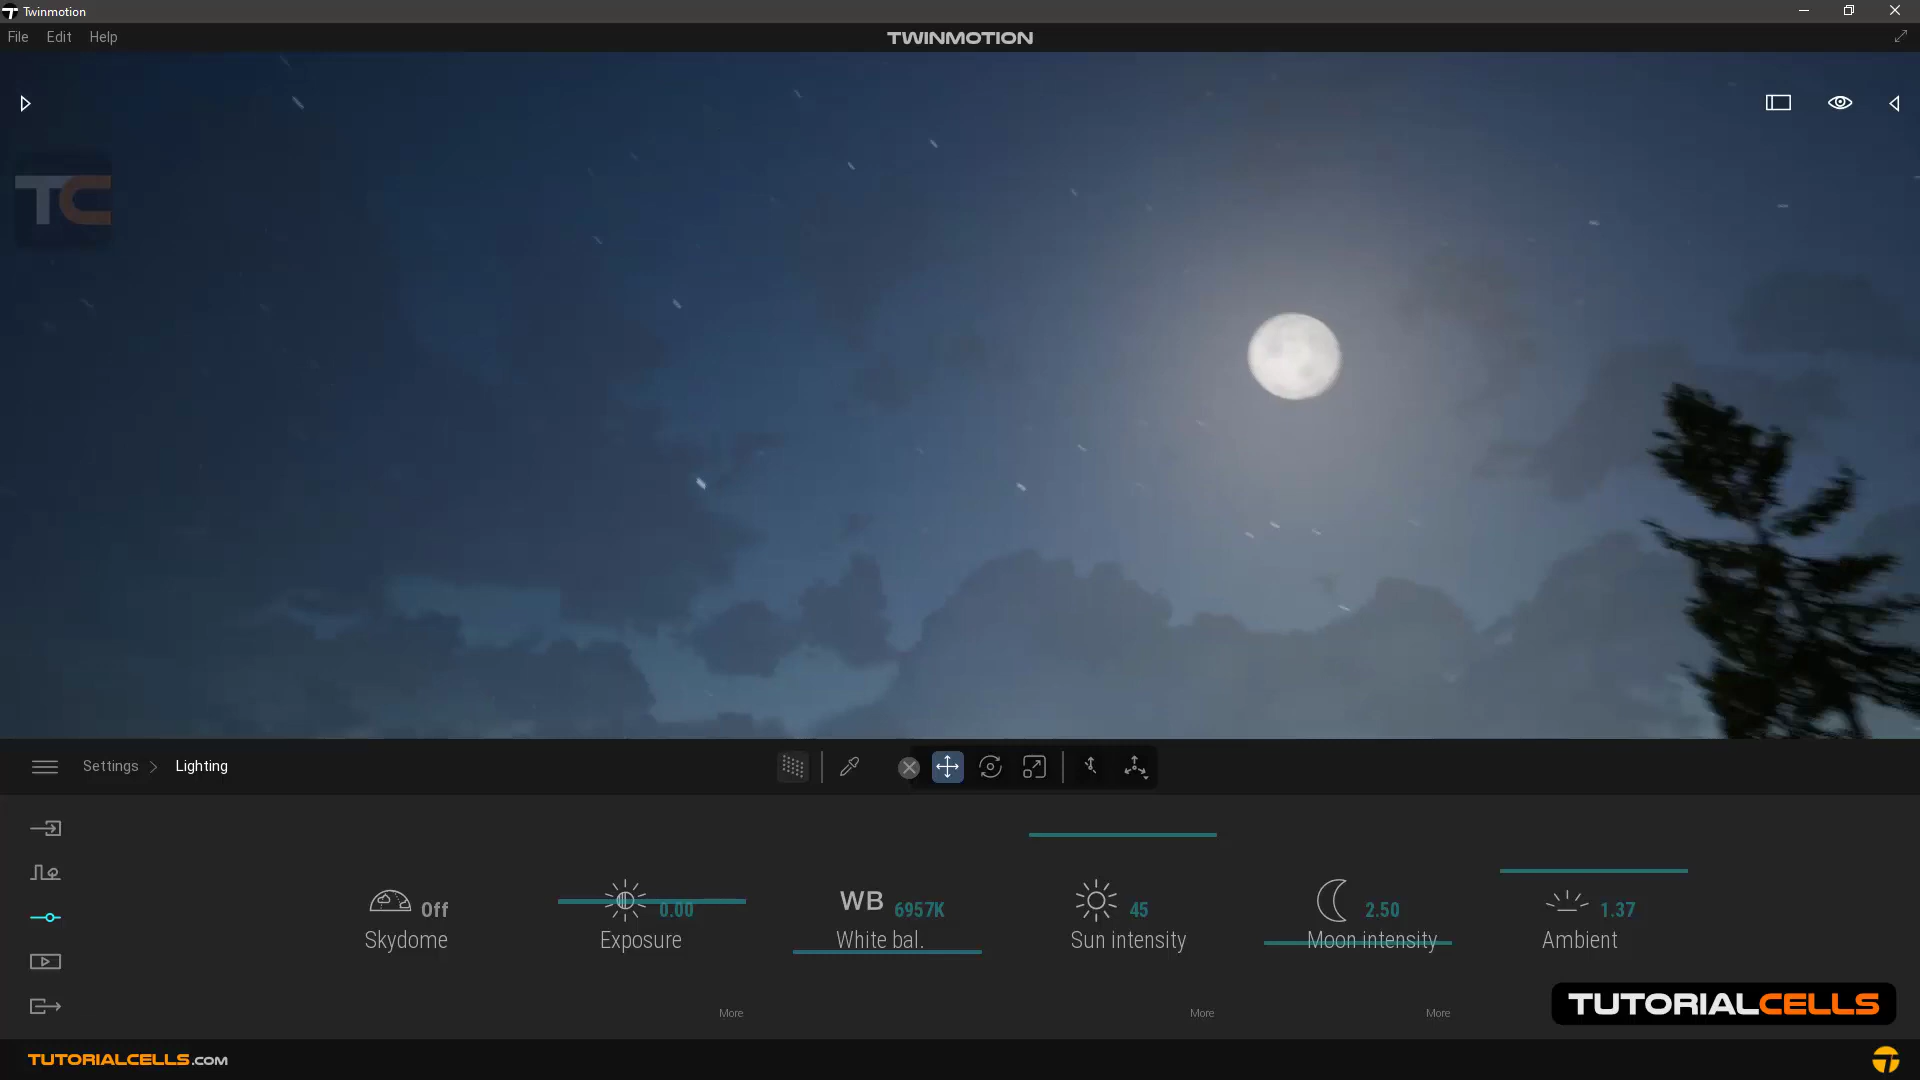 Twinmotion
File Edit Help
TWINMOTION
TC
Settings > Lighting
Off
Skydome
0.00
Exposure
More
WB 6957K
White bal.
45
Sun intensity
More
2.50
Moon intensity
More
1.37
Ambient
TUTORIALCELLS
TUTORIALCELLS.COM